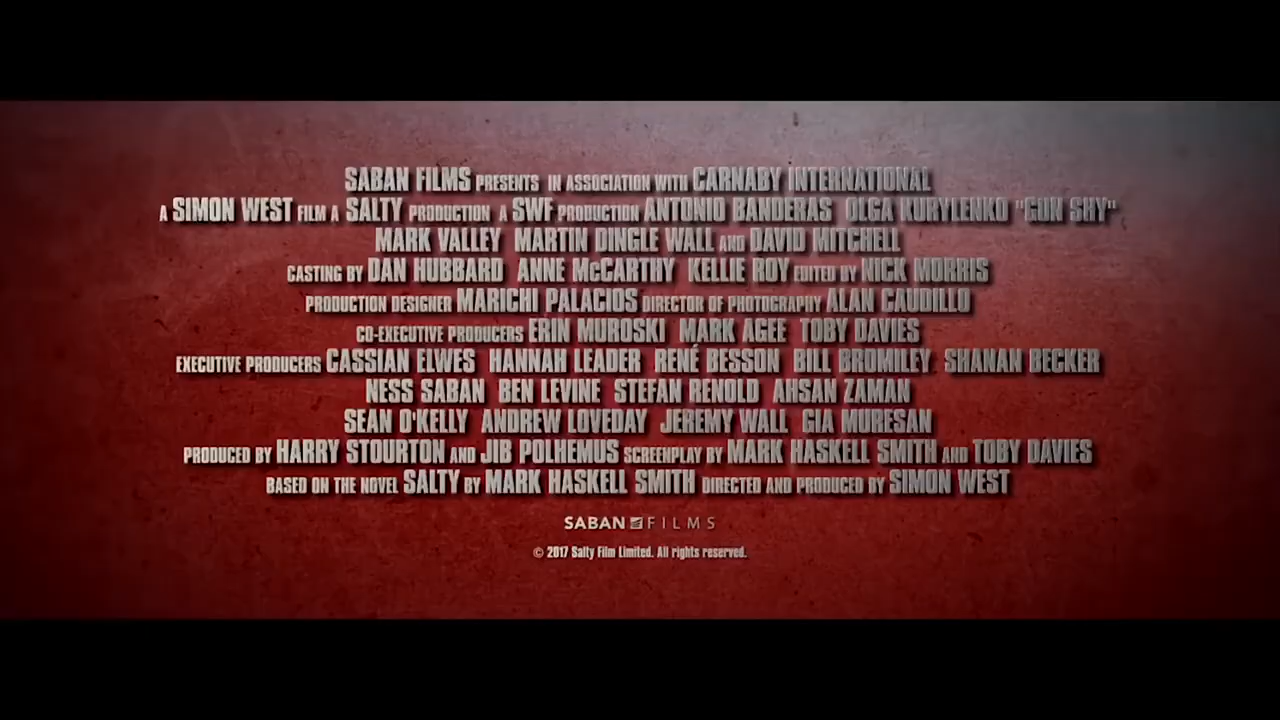 SABAN FILMS PRESENTS IN ASSOCIATION WITH CARNABY INTERNATIONAL
A SIMON WEST FILM A SALTY PRODUCTION A SWF PRODUCTION ANTONIO BANDERAS OLGA KURYLENKO "GUN SHY"
MARK VALLEY MARTIN DINGLE WALL AND DAVID MITCHELL
CASTING BY DAN HUBBARD ANNE McCARTHY KELLIE ROY EDITED BY NICK MORRIS
PRODUCTION DESIGNER MARICHI PALACIOS DIRECTOR OF PHOTOGRAPHY ALAN CAUDILLO
CO-EXECUTIVE PRODUCERS ERIN MUROSKI MARK AGEE TOBY DAVIES
EXECUTIVE PRODUCERS CASSIAN ELWES HANNAH LEADER RENÉ BESSON BILL BROMILEY SHANAN BECKER
NESS SABAN BEN LEVINE STEFAN RENOLD AHSAN ZAMAN
SEAN O'KELLY ANDREW LOVEDAY JEREMY WALL GIA MURESAN
PRODUCED BY HARRY STOURTON AND JIB POLHEMUS SCREENPLAY BY MARK HASKELL SMITH AND TOBY DAVIES
BASED ON THE NOVEL SALTY BY MARK HASKELL SMITH DIRECTED AND PRODUCED BY SIMON WEST
SABAN FILMS
© 2017 Salty Film Limited. All rights reserved.